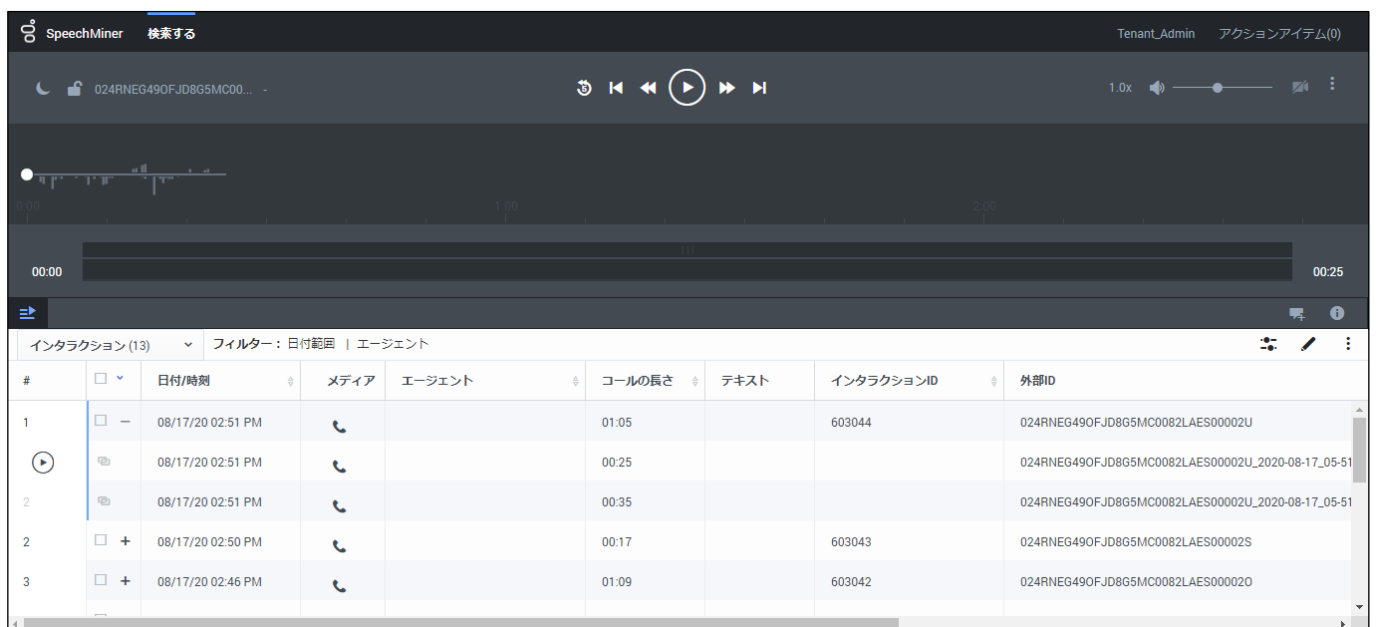 SpeechMiner 検索する Tenant_Admin アクションアイテム(0)
024RNEG49OFJD8G5MC00... - 5 1.0x
0:00 1:00 2:00
00:00 00:25
インタラクション (13) フィルター : 日付範囲 | エージェント
# 日付/時刻 メディア エージェント コールの長さ テキスト インタラクションID 外部ID
1 08/17/20 02:51 PM 01:05 603044 024RNEG49OFJD8G5MC0082LAES00002U
08/17/20 02:51 PM 00:25 024RNEG49OFJD8G5MC0082LAES00002U_2020-08-17_05-51
2 08/17/20 02:51 PM 00:35 024RNEG49OFJD8G5MC0082LAES00002U_2020-08-17_05-51
2 08/17/20 02:50 PM 00:17 603043 024RNEG49OFJD8G5MC0082LAES00002S
3 08/17/20 02:46 PM 01:09 603042 024RNEG49OFJD8G5MC0082LAES00002O